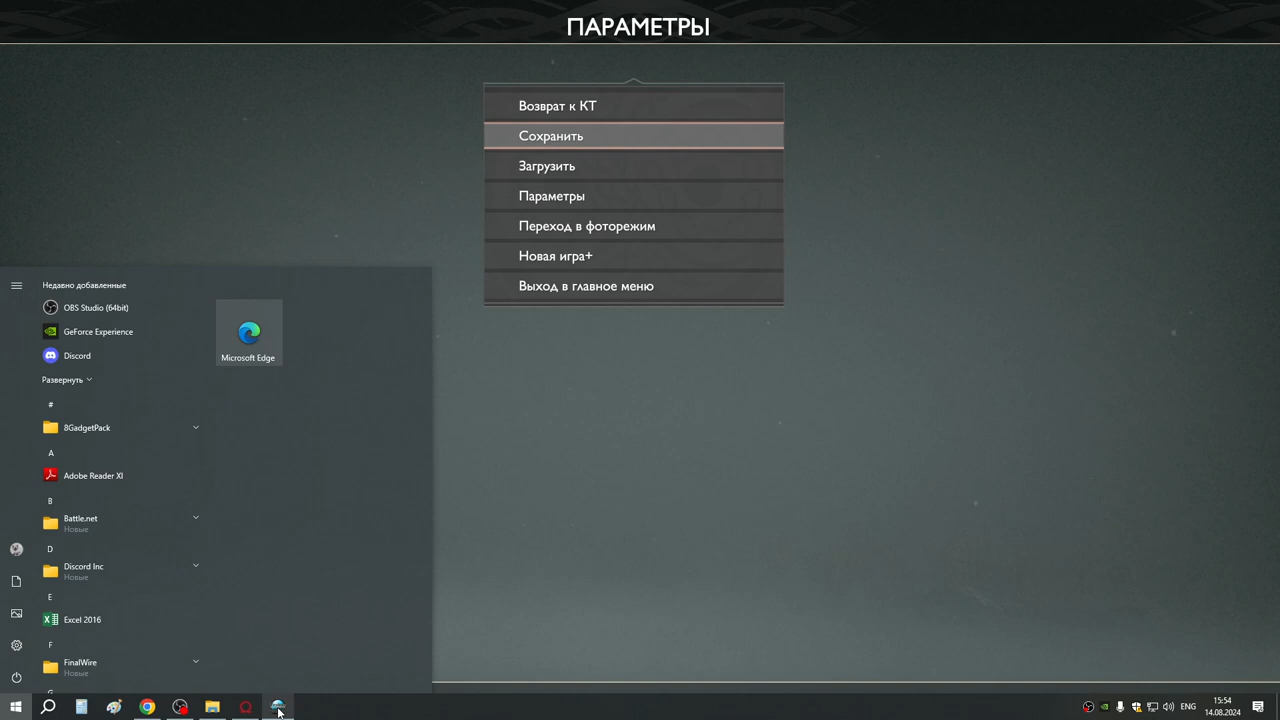 ПАРАМЕТРЫ
Возврат к КТ
Сохранить
Загрузить
Параметры
Переход в фоторежим
Новая игра+
Выход в главное меню
Недавно добавленные
OBS Studio (64bit)
GeForce Experience
Discord
Развернуть
#
8GadgetPack
A
Adobe Reader XI
B
Battle.net
Новые
D
Discord Inc
Новые
E
Excel 2016
F
FinalWire
Новые
Microsoft Edge
ENG
15:54
14.08.2024